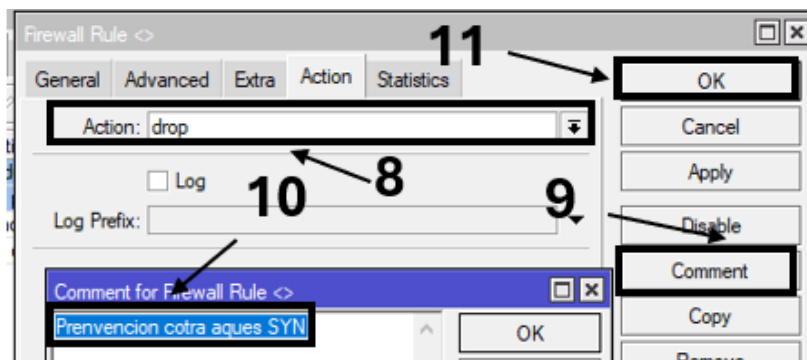 Firewall Rule <>
11
General Advanced Extra Action Statistics
OK
Action: drop
Cancel
8
Apply
Log
10
9
Log Prefix:
Disable
Comment
Comment for Firewall Rule <>
Prenvencion cotra aques SYN
OK
Copy
Remove